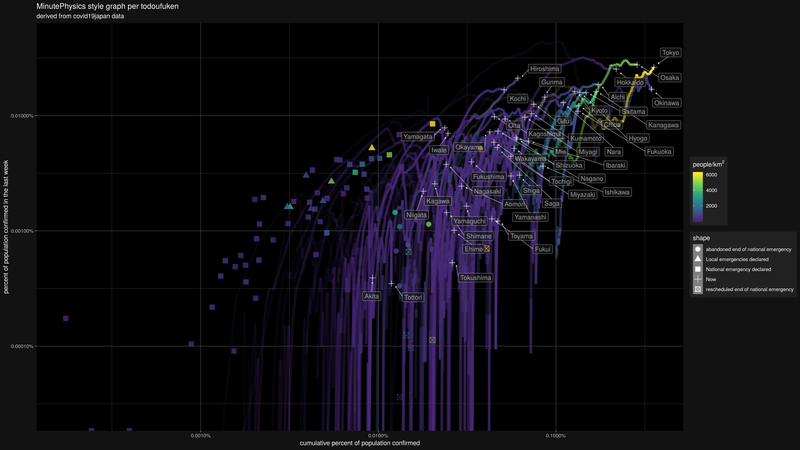 MinutePhysics style graph per todoufuken
derived from covid19japan data
percent of population confirmed in the last week
0.01000%
0.00100%
0.00010%
0.0010%
0.0100%
0.1000%
cumulative percent of population confirmed
Tokyo
Hiroshima
Osaka
Gunma
Hokkaido
Kochi
Aichi
Okinawa
Kyoto
Saitama
Gifu
Chiba
Kanagawa
Oita
Yamagata
Kagoshima
Kumamoto
Hyogo
Iwate
Okayama
Mie
Miyagi
Nara
Fukuoka
Wakayama
Shizuoka
Ibaraki
Fukushima
Tochigi
Nagano
Nagasaki
Shiga
Miyazaki
Ishikawa
Kagawa
Aomori
Saga
Niigata
Yamaguchi
Yamanashi
Shimane
Toyama
Ehime
Fukui
Tokushima
Akita
Tottori
people/km²
6000
4000
2000
shape
abandoned end of national emergency
Local emergencies declared
National emergency declared
Now
rescheduled end of national emergency